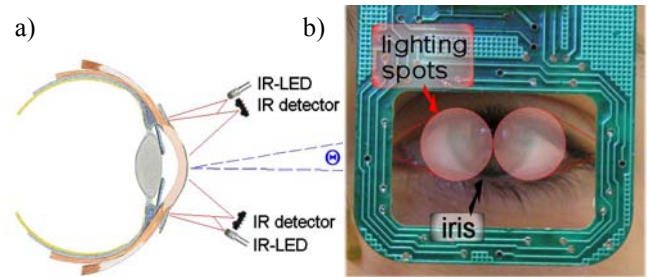 a)
IR-LED
IR detector
Θ
IR detector
IR-LED
b)
lighting
spots
iris